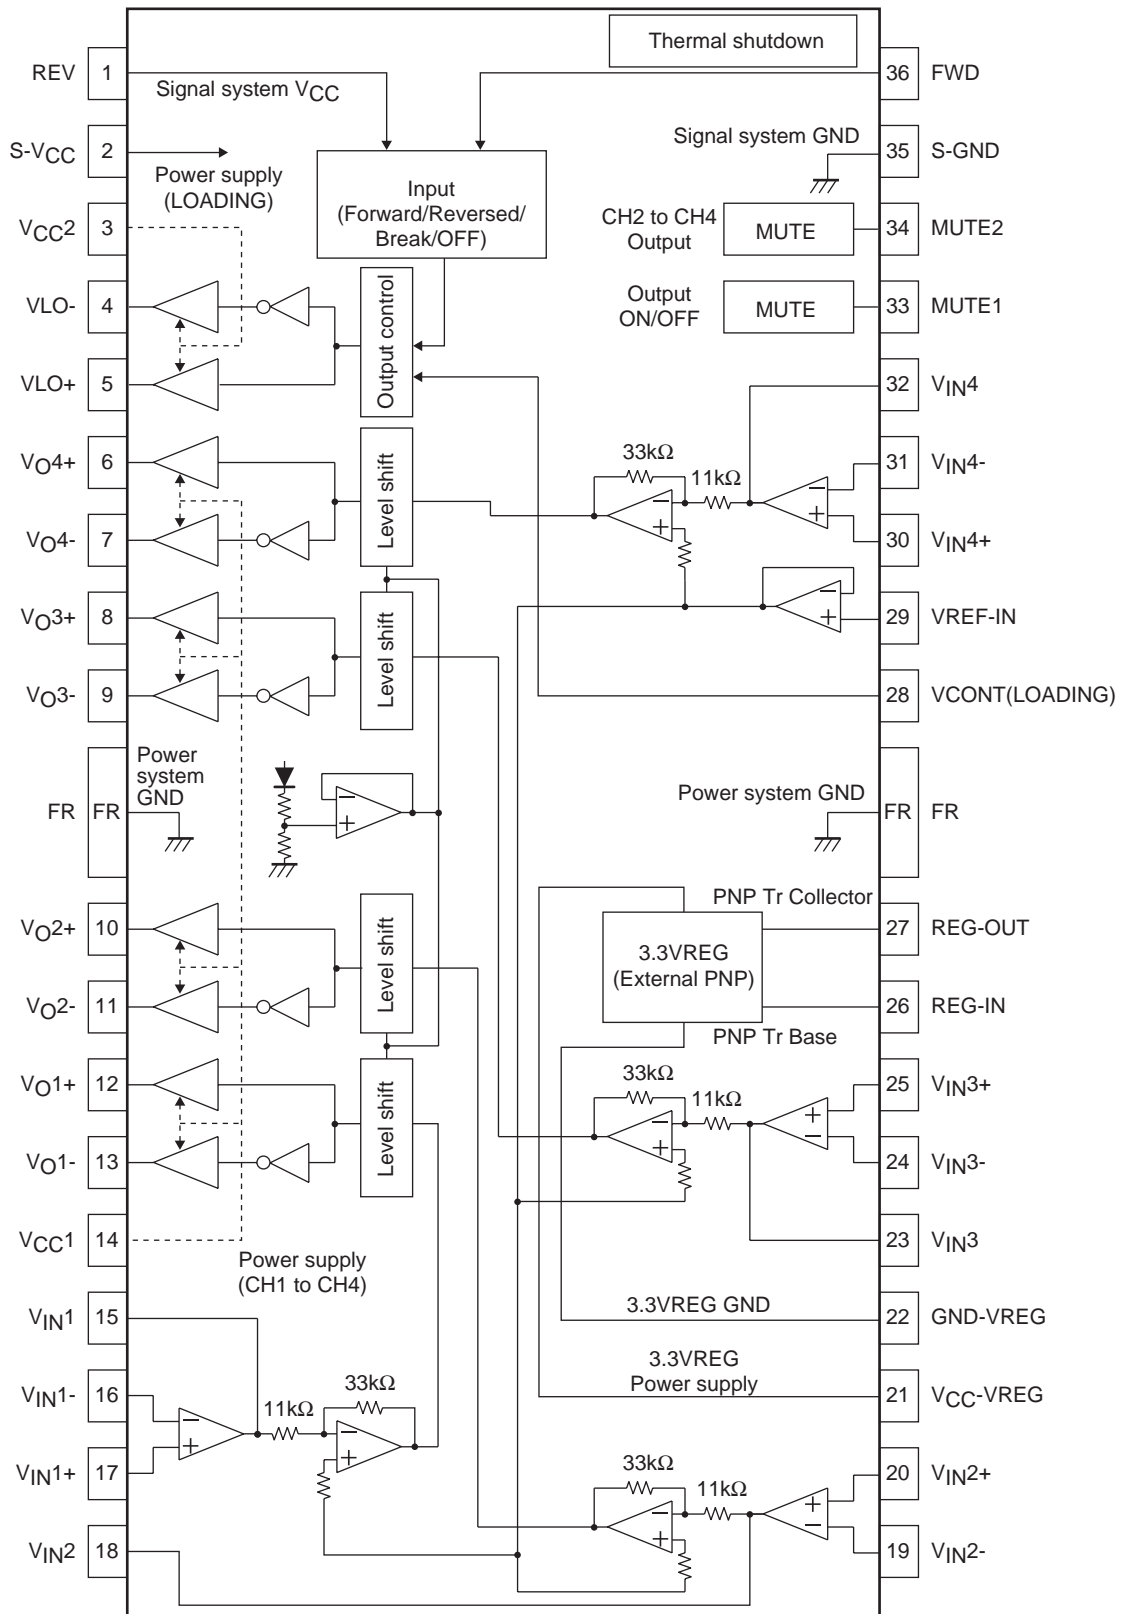 Thermal shutdown
REV 1
Signal system VCC
36 FWD
S-VCC 2
Power supply
(LOADING)
Signal system GND
35 S-GND
Input
(Forward/Reversed/
Break/OFF)
VCC2 3
CH2 to CH4
Output
MUTE
34 MUTE2
VLO- 4
Output control
Output
ON/OFF
MUTE
33 MUTE1
VLO+ 5
32 VIN4
VO4+ 6
Level shift
33kΩ
11kΩ
31 VIN4-
VO4- 7
30 VIN4+
VO3+ 8
Level shift
29 VREF-IN
VO3- 9
28 VCONT(LOADING)
Power
system
GND
FR FR
Power system GND
FR FR
VO2+ 10
Level shift
PNP Tr Collector
3.3VREG
(External PNP)
27 REG-OUT
VO2- 11
26 REG-IN
PNP Tr Base
VO1+ 12
Level shift
33kΩ
11kΩ
25 VIN3+
VO1- 13
24 VIN3-
VCC1 14
Power supply
(CH1 to CH4)
23 VIN3
VIN1 15
3.3VREG GND
22 GND-VREG
VIN1- 16
11kΩ
33kΩ
3.3VREG
Power supply
21 VCC-VREG
VIN1+ 17
33kΩ
11kΩ
20 VIN2+
VIN2 18
19 VIN2-